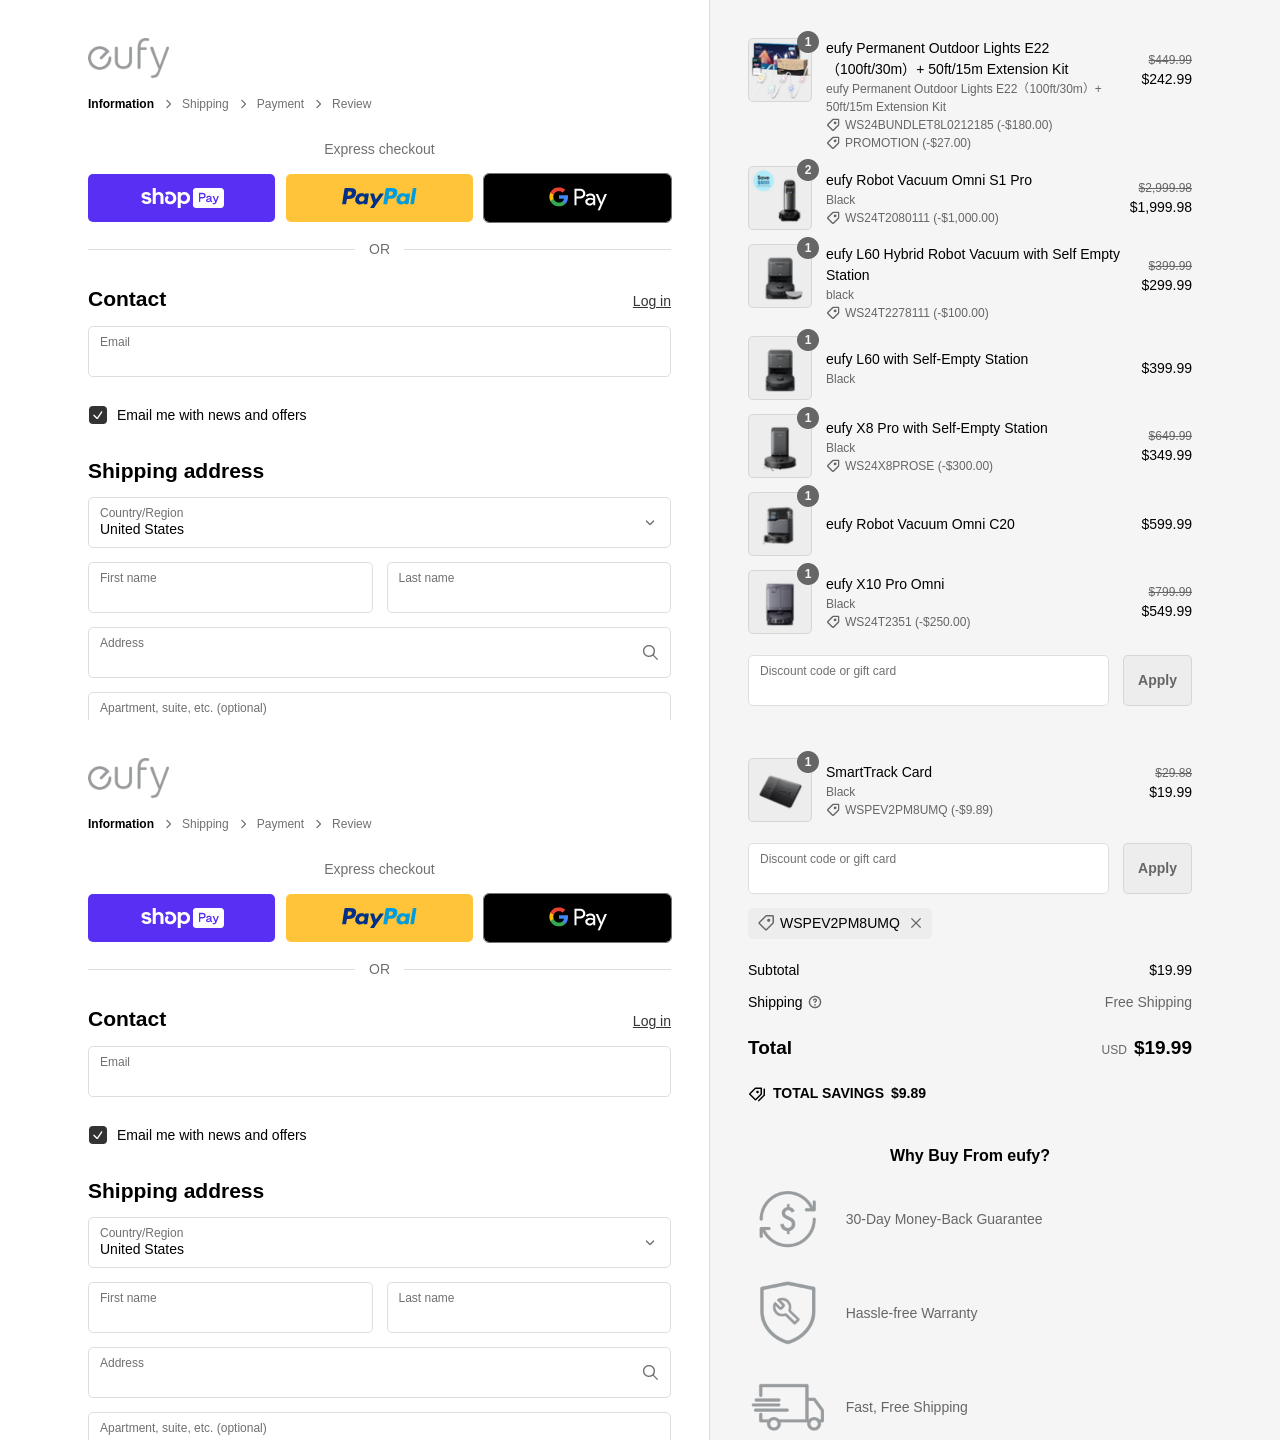 eufy
Information
Shipping
Payment
Review
Express checkout
shop Pay
PayPal
G Pay
OR
Contact
Log in
Email
Email me with news and offers
Shipping address
Country/Region
United States
First name
Last name
Address
Apartment, suite, etc. (optional)
1
eufy Permanent Outdoor Lights E22
（100ft/30m）+ 50ft/15m Extension Kit
eufy Permanent Outdoor Lights E22（100ft/30m）+
50ft/15m Extension Kit
WS24BUNDLET8L0212185 (-$180.00)
PROMOTION (-$27.00)
$449.99
$242.99
2
eufy Robot Vacuum Omni S1 Pro
Black
WS24T2080111 (-$1,000.00)
$2,999.98
$1,999.98
1
eufy L60 Hybrid Robot Vacuum with Self Empty
Station
black
WS24T2278111 (-$100.00)
$399.99
$299.99
1
eufy L60 with Self-Empty Station
Black
$399.99
1
eufy X8 Pro with Self-Empty Station
Black
WS24X8PROSE (-$300.00)
$649.99
$349.99
1
eufy Robot Vacuum Omni C20
$599.99
1
eufy X10 Pro Omni
Black
WS24T2351 (-$250.00)
$799.99
$549.99
Discount code or gift card
Apply
eufy
Information
Shipping
Payment
Review
Express checkout
shop Pay
PayPal
G Pay
OR
Contact
Log in
Email
Email me with news and offers
Shipping address
Country/Region
United States
First name
Last name
Address
Apartment, suite, etc. (optional)
1
SmartTrack Card
Black
WSPEV2PM8UMQ (-$9.89)
$29.88
$19.99
Discount code or gift card
Apply
WSPEV2PM8UMQ
Subtotal
$19.99
Shipping
Free Shipping
Total
USD $19.99
TOTAL SAVINGS $9.89
Why Buy From eufy?
30-Day Money-Back Guarantee
Hassle-free Warranty
Fast, Free Shipping